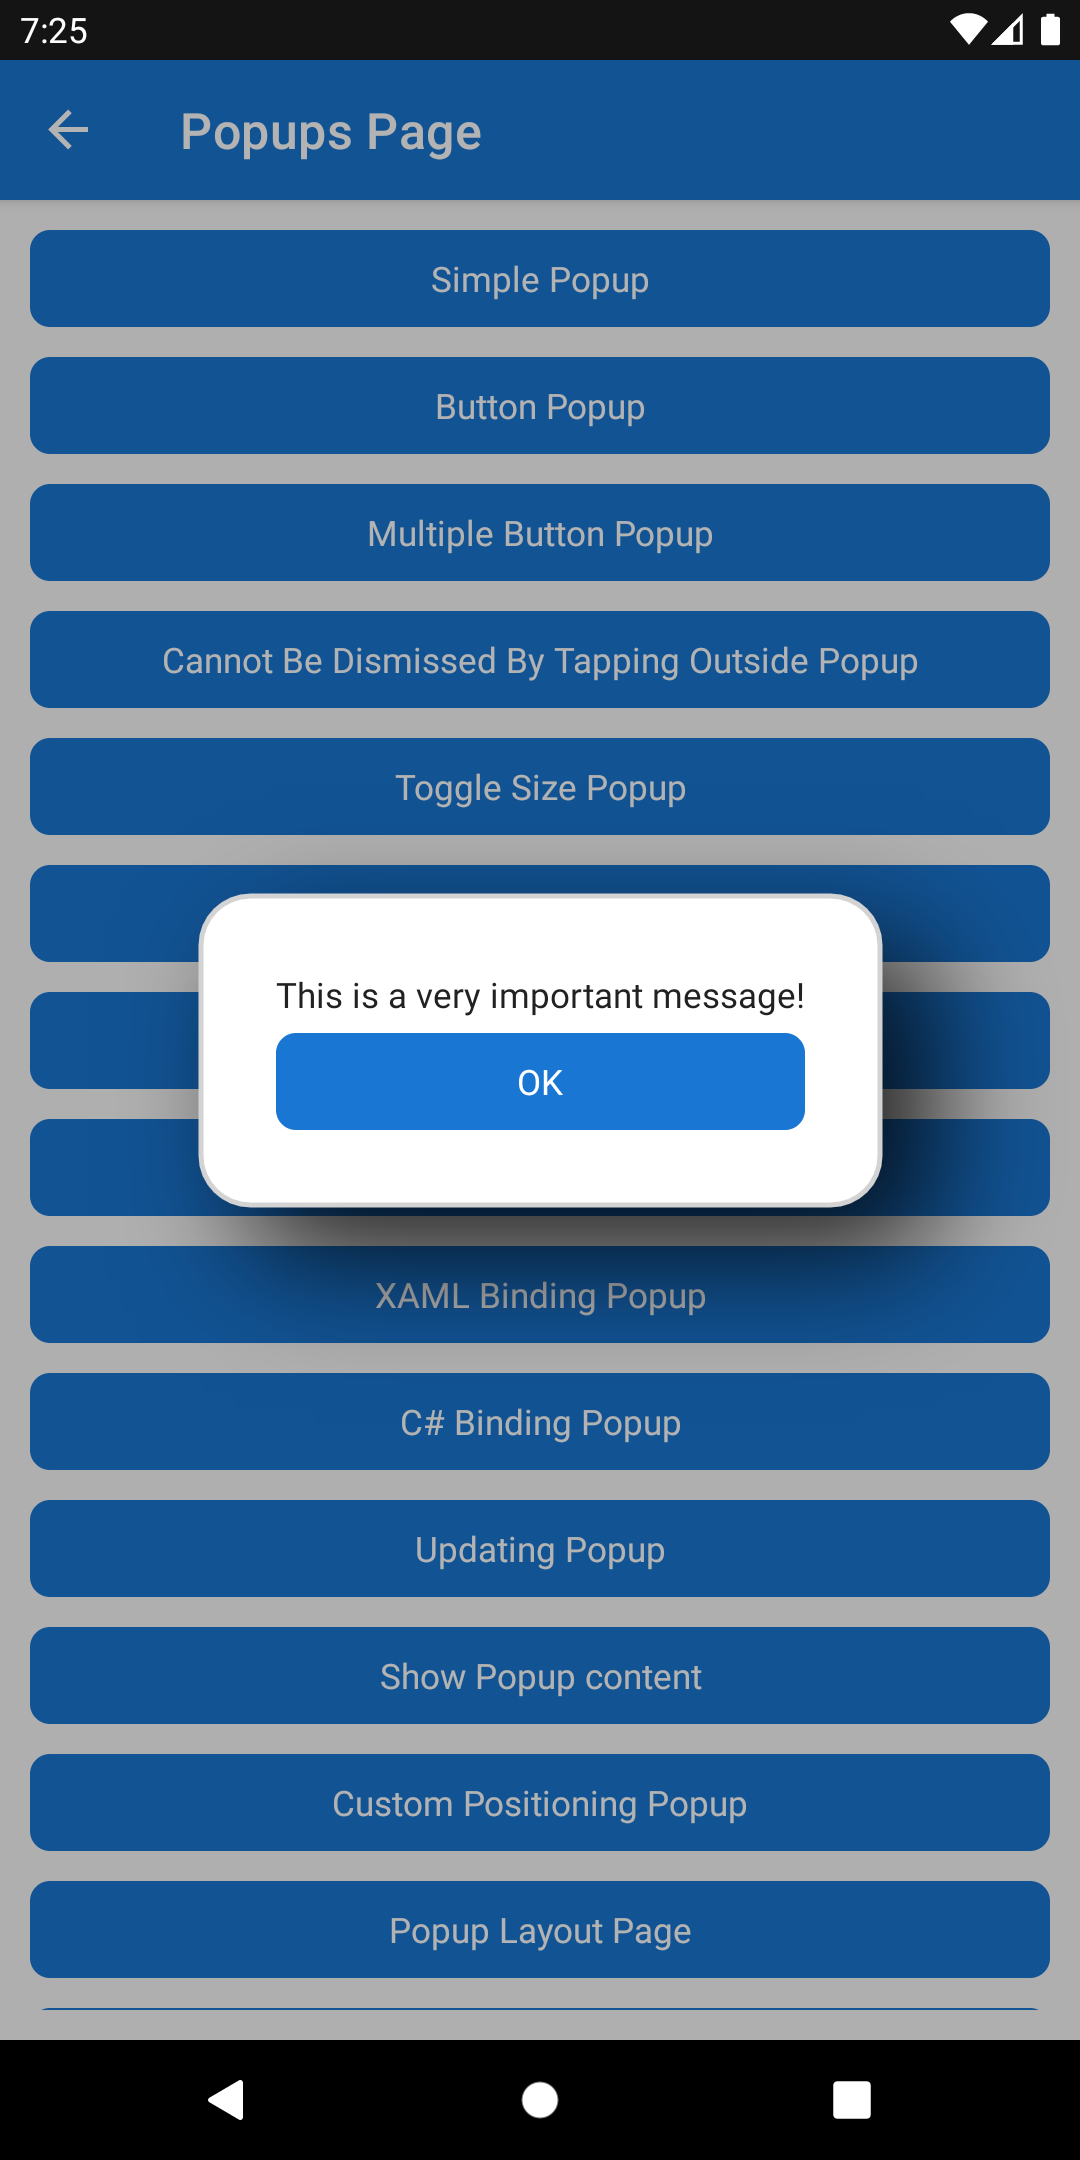 7:25
Popups Page
Simple Popup
Button Popup
Multiple Button Popup
Cannot Be Dismissed By Tapping Outside Popup
Toggle Size Popup
This is a very important message!
OK
XAML Binding Popup
C# Binding Popup
Updating Popup
Show Popup content
Custom Positioning Popup
Popup Layout Page